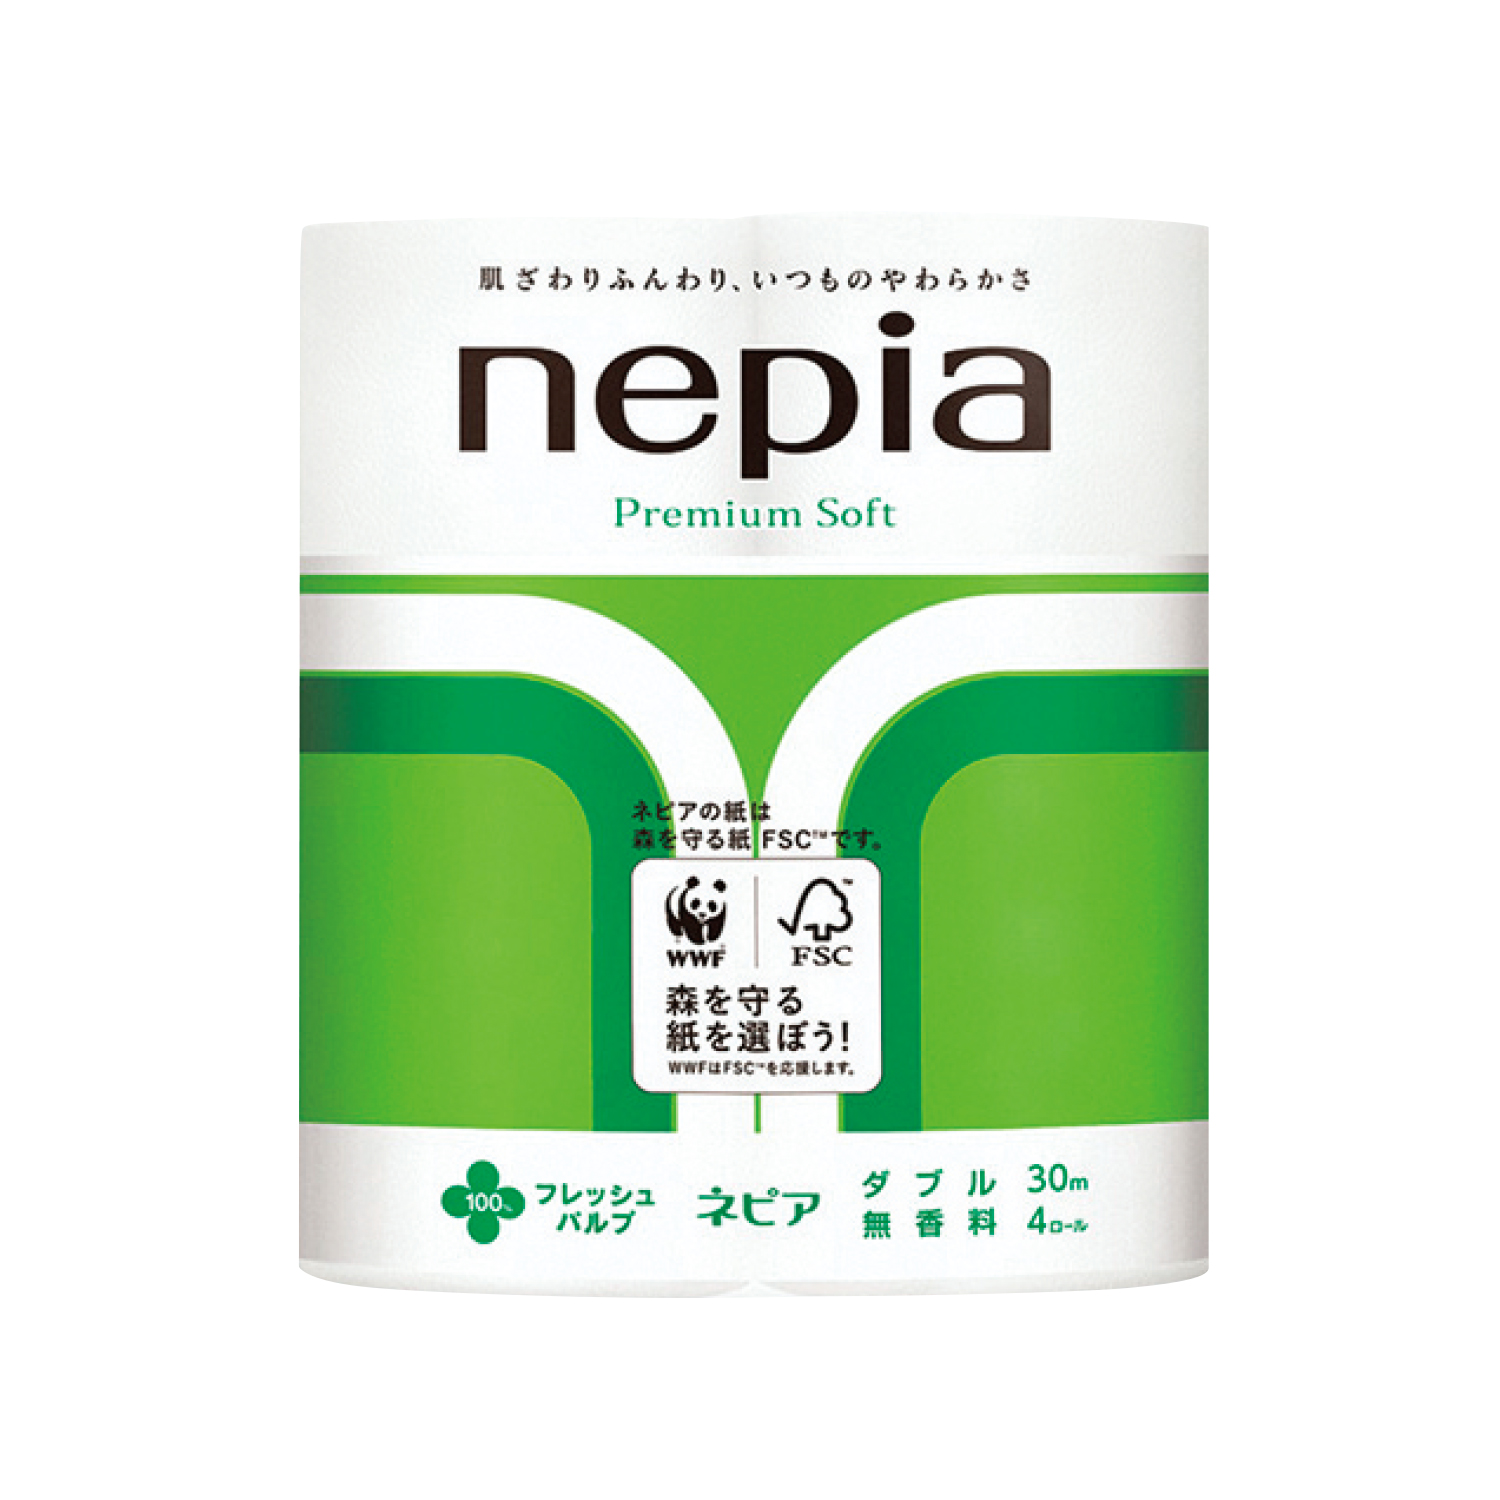 肌ざわりふんわり、いつものやわらかさ
nepia
Premium Soft
ネピアの紙は
森を守る紙 FSC™です。
WWF
FSC
森を守る
紙を選ぼう!
WWFはFSC™を応援します。
100%
フレッシュ
パルプ
ネピア
ダブル 30m
無香料 4ロール